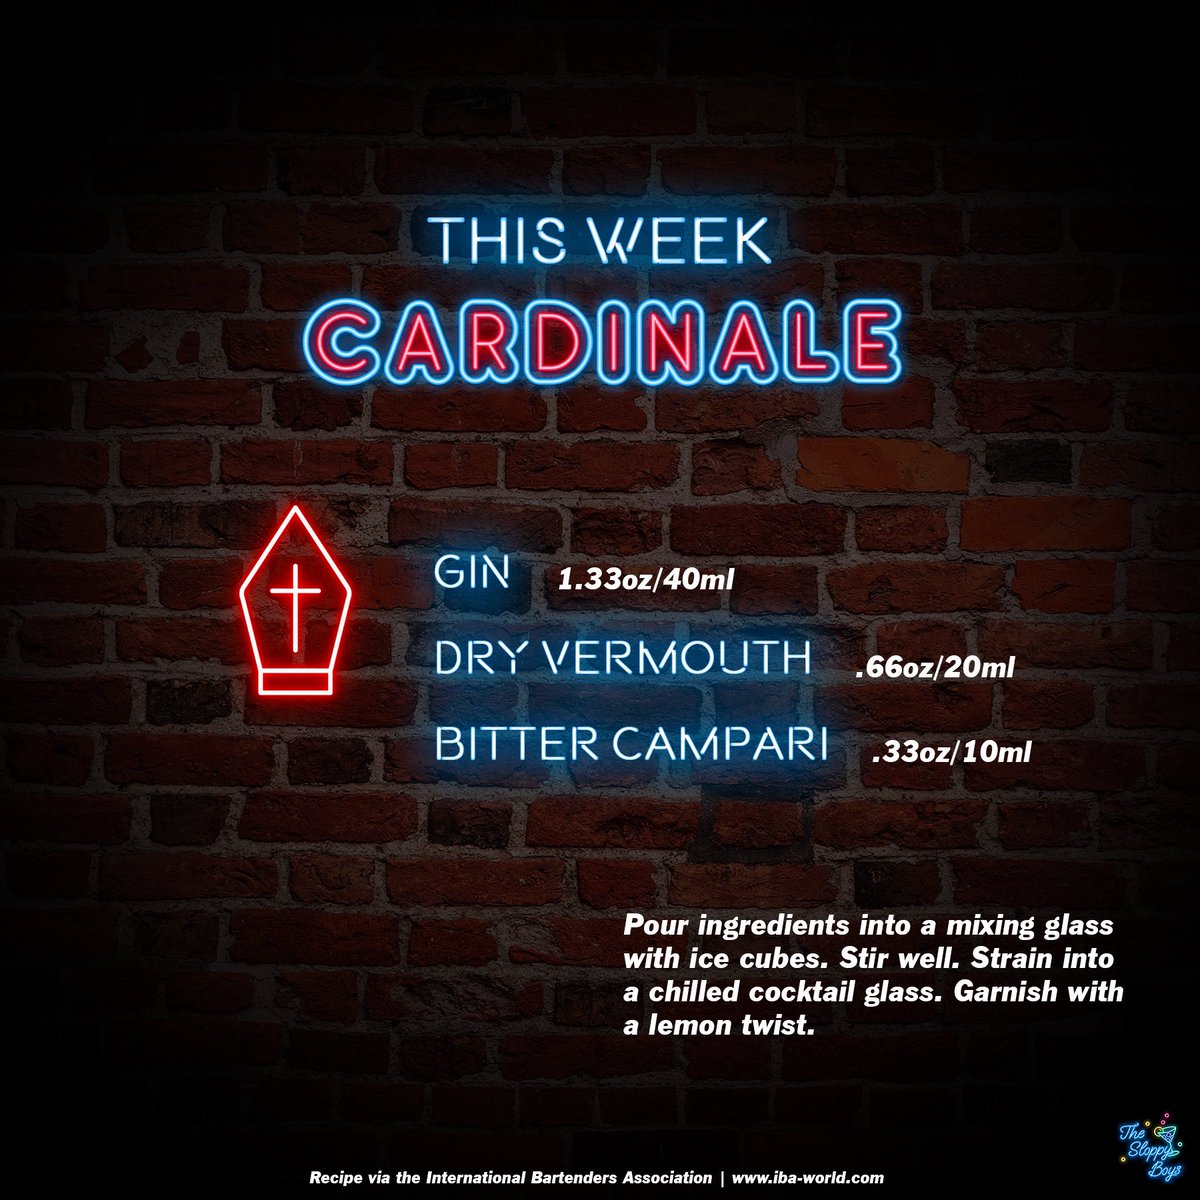 THIS WEEK
CARDINALE
GIN 1.33oz/40ml
DRY VERMOUTH .66oz/20ml
BITTER CAMPARI .33oz/10ml
Pour ingredients into a mixing glass
with ice cubes. Stir well. Strain into
a chilled cocktail glass. Garnish with
a lemon twist.
The
Sloppy
Boys
Recipe via the International Bartenders Association | www.iba-world.com